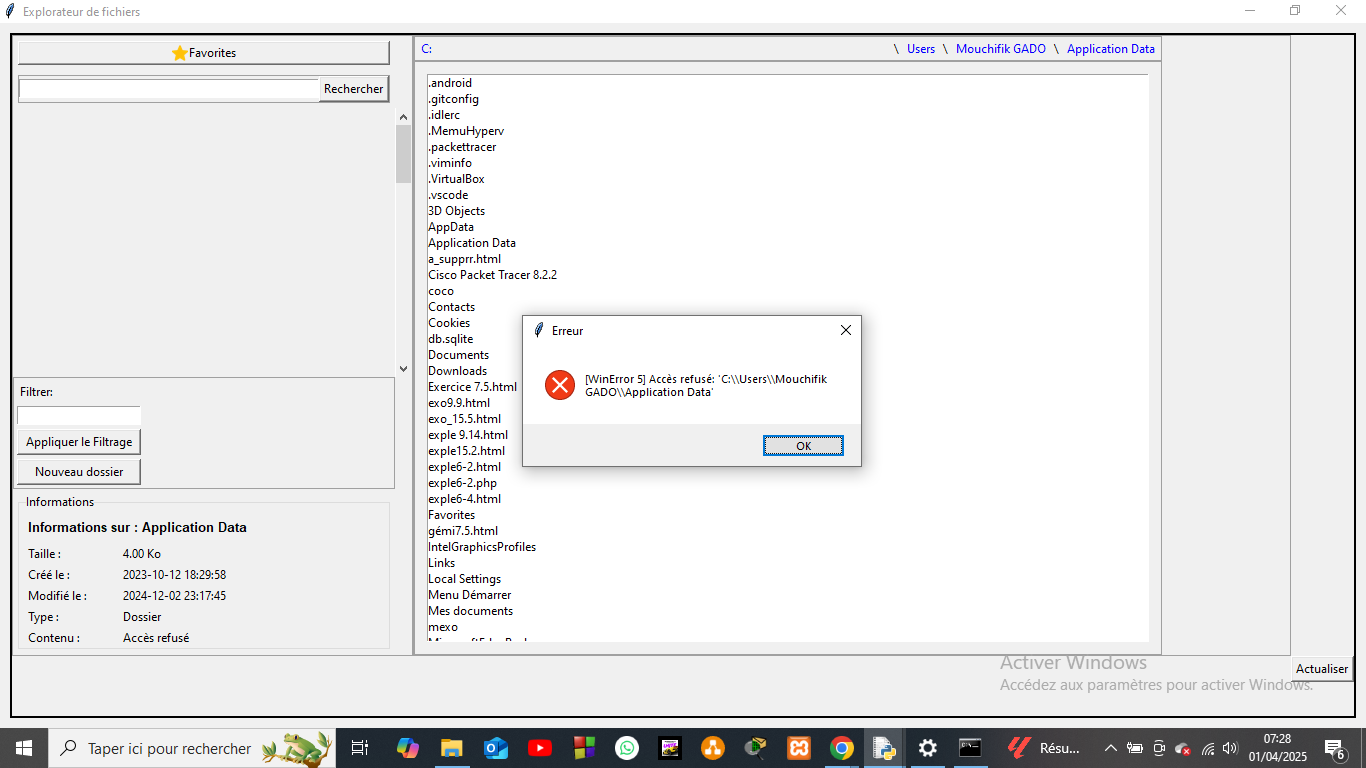 Explorateur de fichiers
Favorites
Rechercher
C:
\ Users \ Mouchifik GADO \ Application Data
.android
.gitconfig
.idlerc
.MemuHyperv
.packettracer
.viminfo
.VirtualBox
.vscode
3D Objects
AppData
Application Data
a_supprr.html
Cisco Packet Tracer 8.2.2
coco
Contacts
Cookies
db.sqlite
Documents
Downloads
Exercice 7.5.html
exo9.9.html
exo_15.5.html
exple 9.14.html
exple15.2.html
exple6-2.html
exple6-2.php
exple6-4.html
Favorites
gémi7.5.html
IntelGraphicsProfiles
Links
Local Settings
Menu Démarrer
Mes documents
mexo
Erreur
[WinError 5] Accès refusé: 'C:\\Users\\Mouchifik
GADO\\Application Data'
OK
Filtrer:
Appliquer le Filtrage
Nouveau dossier
Informations
Informations sur : Application Data
Taille : 4.00 Ko
Créé le : 2023-10-12 18:29:58
Modifié le : 2024-12-02 23:17:45
Type : Dossier
Contenu : Accès refusé
Activer Windows
Accédez aux paramètres pour activer Windows.
Actualiser
Taper ici pour rechercher
Résu...
07:28
01/04/2025
6